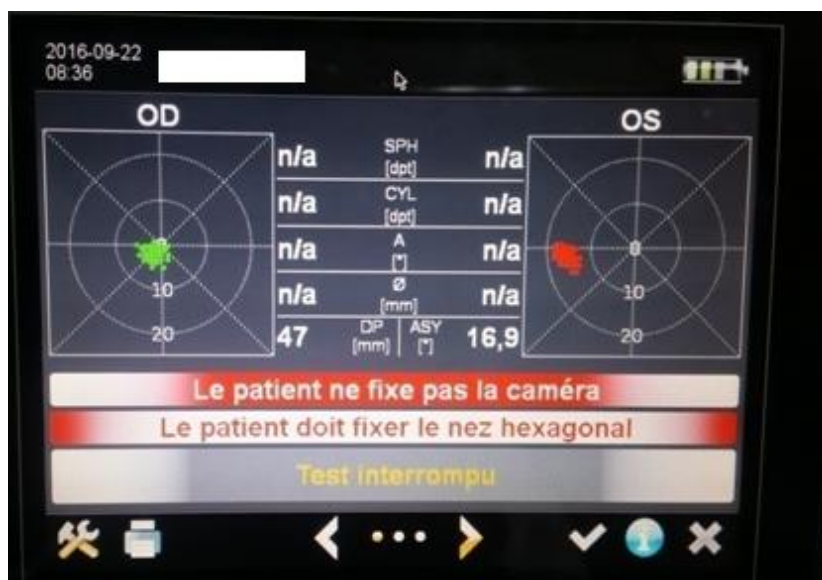 2016-09-22
08:36
OD
OS
n/a SPH [dpt] n/a
n/a CYL [dpt] n/a
n/a A [°] n/a
n/a Ø [mm] n/a
47 DP [mm] ASY [°] 16,9
0
10
20
0
10
20
Le patient ne fixe pas la caméra
Le patient doit fixer le nez hexagonal
Test interrompu